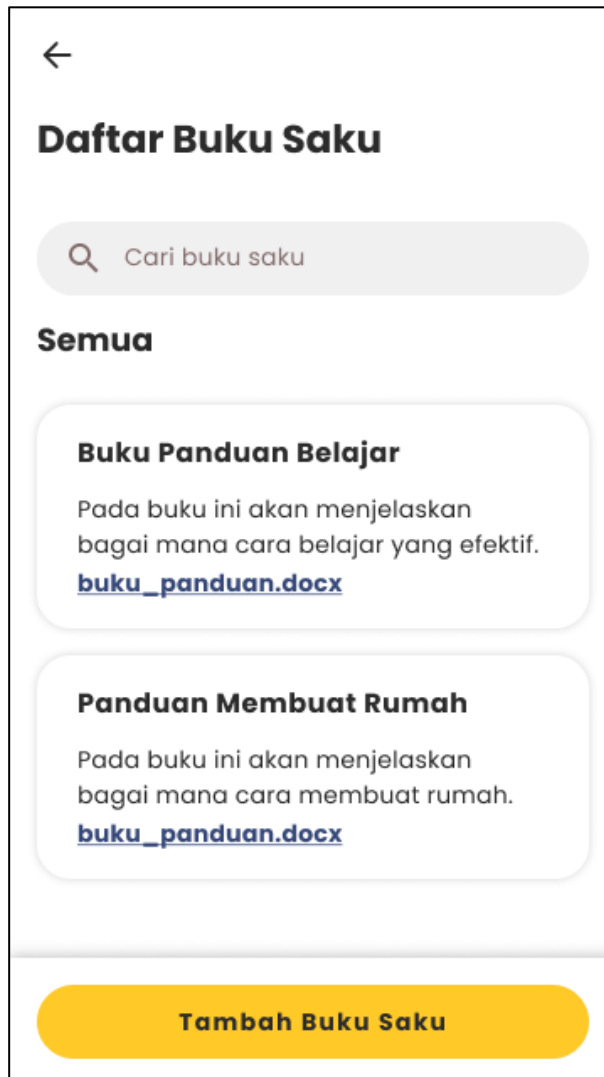 Daftar Buku Saku
Cari buku saku
Semua
Buku Panduan Belajar
Pada buku ini akan menjelaskan
bagai mana cara belajar yang efektif.
buku_panduan.docx
Panduan Membuat Rumah
Pada buku ini akan menjelaskan
bagai mana cara membuat rumah.
buku_panduan.docx
Tambah Buku Saku